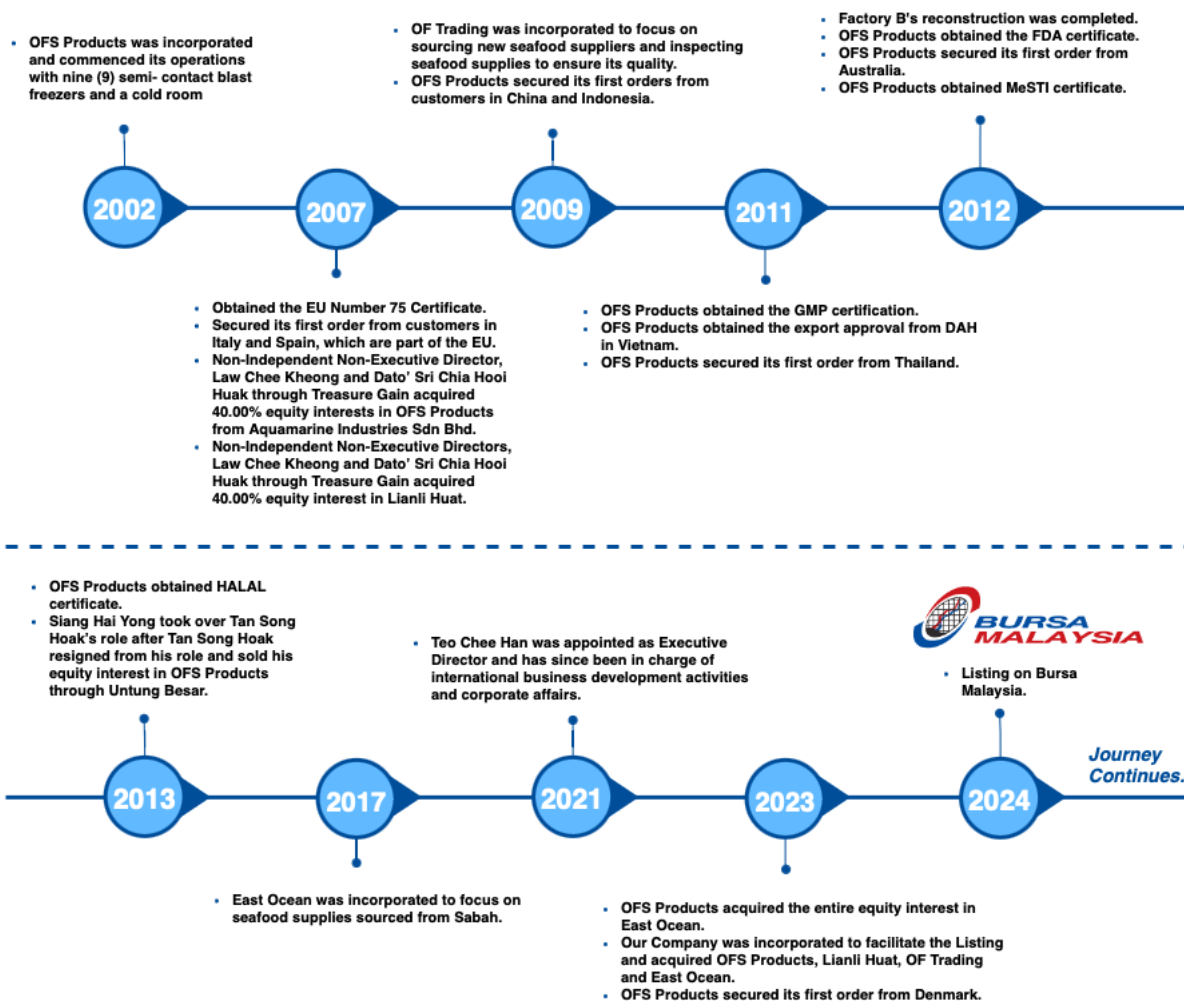 • OFS Products was incorporated
and commenced its operations
with nine (9) semi- contact blast
freezers and a cold room
• OF Trading was incorporated to focus on
sourcing new seafood suppliers and inspecting
seafood supplies to ensure its quality.
• OFS Products secured its first orders from
customers in China and Indonesia.
• Factory B's reconstruction was completed.
• OFS Products obtained the FDA certificate.
• OFS Products secured its first order from
Australia.
• OFS Products obtained MeSTI certificate.
2002
2007
2009
2011
2012
• Obtained the EU Number 75 Certificate.
• Secured its first order from customers in
Italy and Spain, which are part of the EU.
• Non-Independent Non-Executive Director,
Law Chee Kheong and Dato' Sri Chia Hooi
Huak through Treasure Gain acquired
40.00% equity interests in OFS Products
from Aquamarine Industries Sdn Bhd.
• Non-Independent Non-Executive Directors,
Law Chee Kheong and Dato' Sri Chia Hooi
Huak through Treasure Gain acquired
40.00% equity interest in Lianli Huat.
• OFS Products obtained the GMP certification.
• OFS Products obtained the export approval from DAH
in Vietnam.
• OFS Products secured its first order from Thailand.
• OFS Products obtained HALAL
certificate.
• Siang Hai Yong took over Tan Song
Hoak's role after Tan Song Hoak
resigned from his role and sold his
equity interest in OFS Products
through Untung Besar.
• Teo Chee Han was appointed as Executive
Director and has since been in charge of
international business development activities
and corporate affairs.
BURSA
MALAYSIA
• Listing on Bursa
Malaysia.
2013
2017
2021
2023
2024
Journey
Continues.
• East Ocean was incorporated to focus on
seafood supplies sourced from Sabah.
• OFS Products acquired the entire equity interest in
East Ocean.
• Our Company was incorporated to facilitate the Listing
and acquired OFS Products, Lianli Huat, OF Trading
and East Ocean.
• OFS Products secured its first order from Denmark.